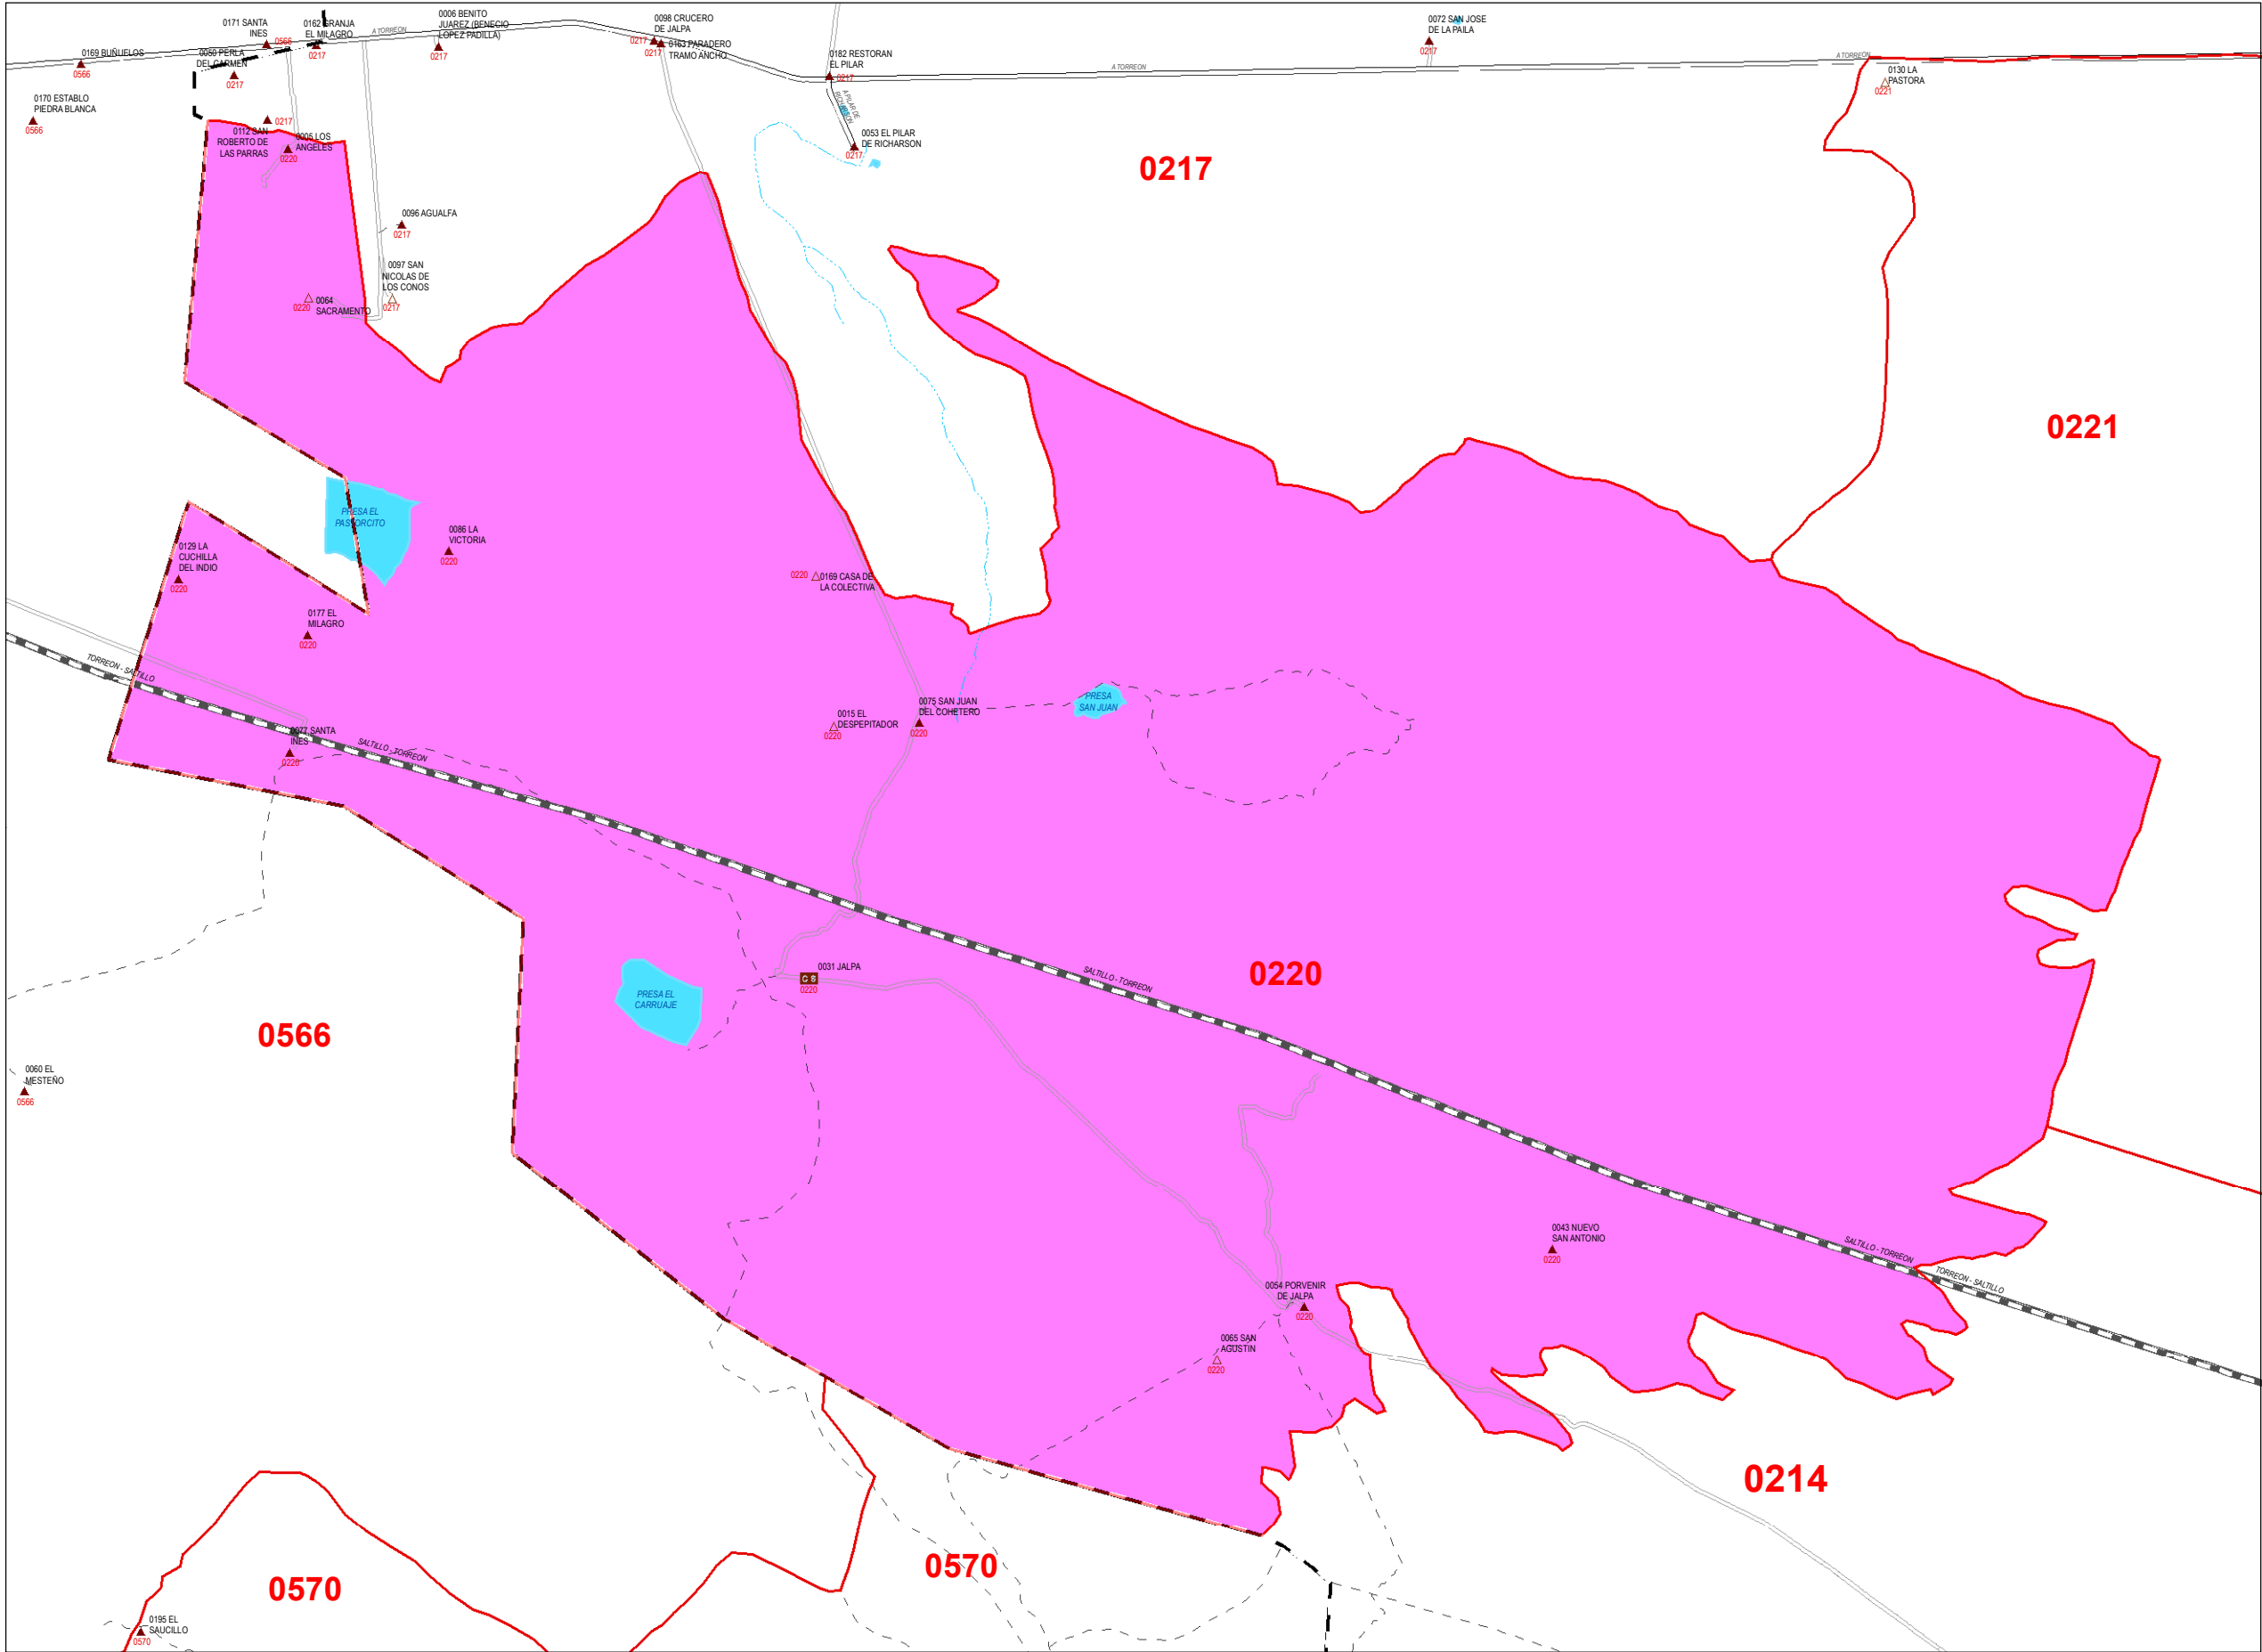 0171 SANTA
INES
0566
0162 GRANJA
EL MILAGRO
0217
0006 BENITO
JUAREZ (BENECIO
LOPEZ PADILLA)
0217
A TORREON
0098 CRUCERO
DE JALPA
0217
0163 PARADERO
TRAMO ANCHO
0217
0182 RESTORAN
EL PILAR
0217
0072 SAN JOSE
DE LA PAILA
0217
A TORREON
A TORREON
0130 LA
PASTORA
0221
0169 BUÑUELOS
0566
0050 PERLA
DEL CARMEN
0217
0170 ESTABLO
PIEDRA BLANCA
0566
0217
0112 SAN
ROBERTO DE
LAS PARRAS
0005 LOS
ANGELES
0220
A PILAR DE
RICHARSON
0053 EL PILAR
DE RICHARSON
0217
0217
0096 AGUALFA
0217
0097 SAN
NICOLAS DE
LOS CONOS
0217
0064
SACRAMENTO
0220
0221
PRESA EL
PASTORCITO
0086 LA
VICTORIA
0220
0129 LA
CUCHILLA
DEL INDIO
0220
0220
0169 CASA DE
LA COLECTIVA
0177 EL
MILAGRO
0220
TORREON - SALTILLO
0077 SANTA
INES
0220
SALTILLO - TORREON
0015 EL
DESPEPITADOR
0220
0075 SAN JUAN
DEL COHETERO
0220
PRESA
SAN JUAN
0031 JALPA
C S
0220
PRESA EL
CARRUAJE
0220
SALTILLO - TORREON
0566
0060 EL
MESTEÑO
0566
0043 NUEVO
SAN ANTONIO
0220
SALTILLO - TORREON
TORREON - SALTILLO
0054 PORVENIR
DE JALPA
0220
0065 SAN
AGUSTIN
0220
0214
0570
0570
0195 EL
SAUCILLO
0570